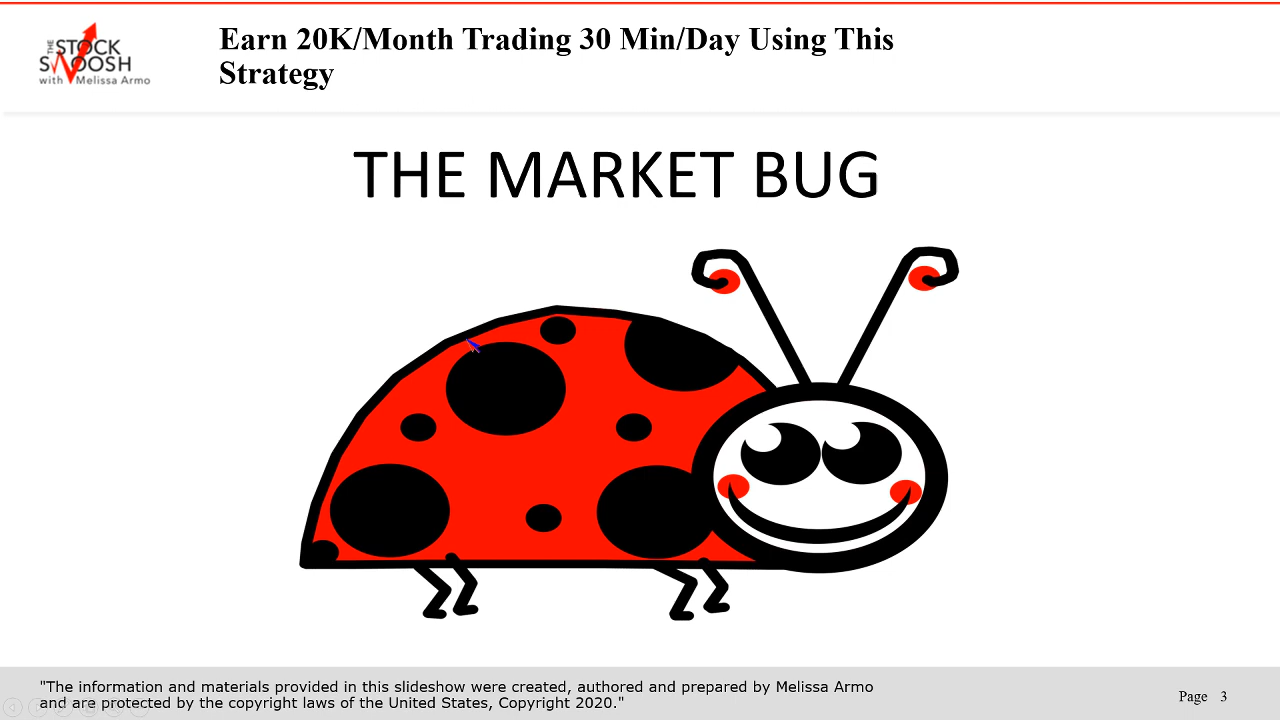 THE
STOCK
SWOOSH
with Melissa Armo
Earn 20K/Month Trading 30 Min/Day Using This
Strategy
THE MARKET BUG
"The information and materials provided in this slideshow were created, authored and prepared by Melissa Armo
and are protected by the copyright laws of the United States, Copyright 2020."
Page 3